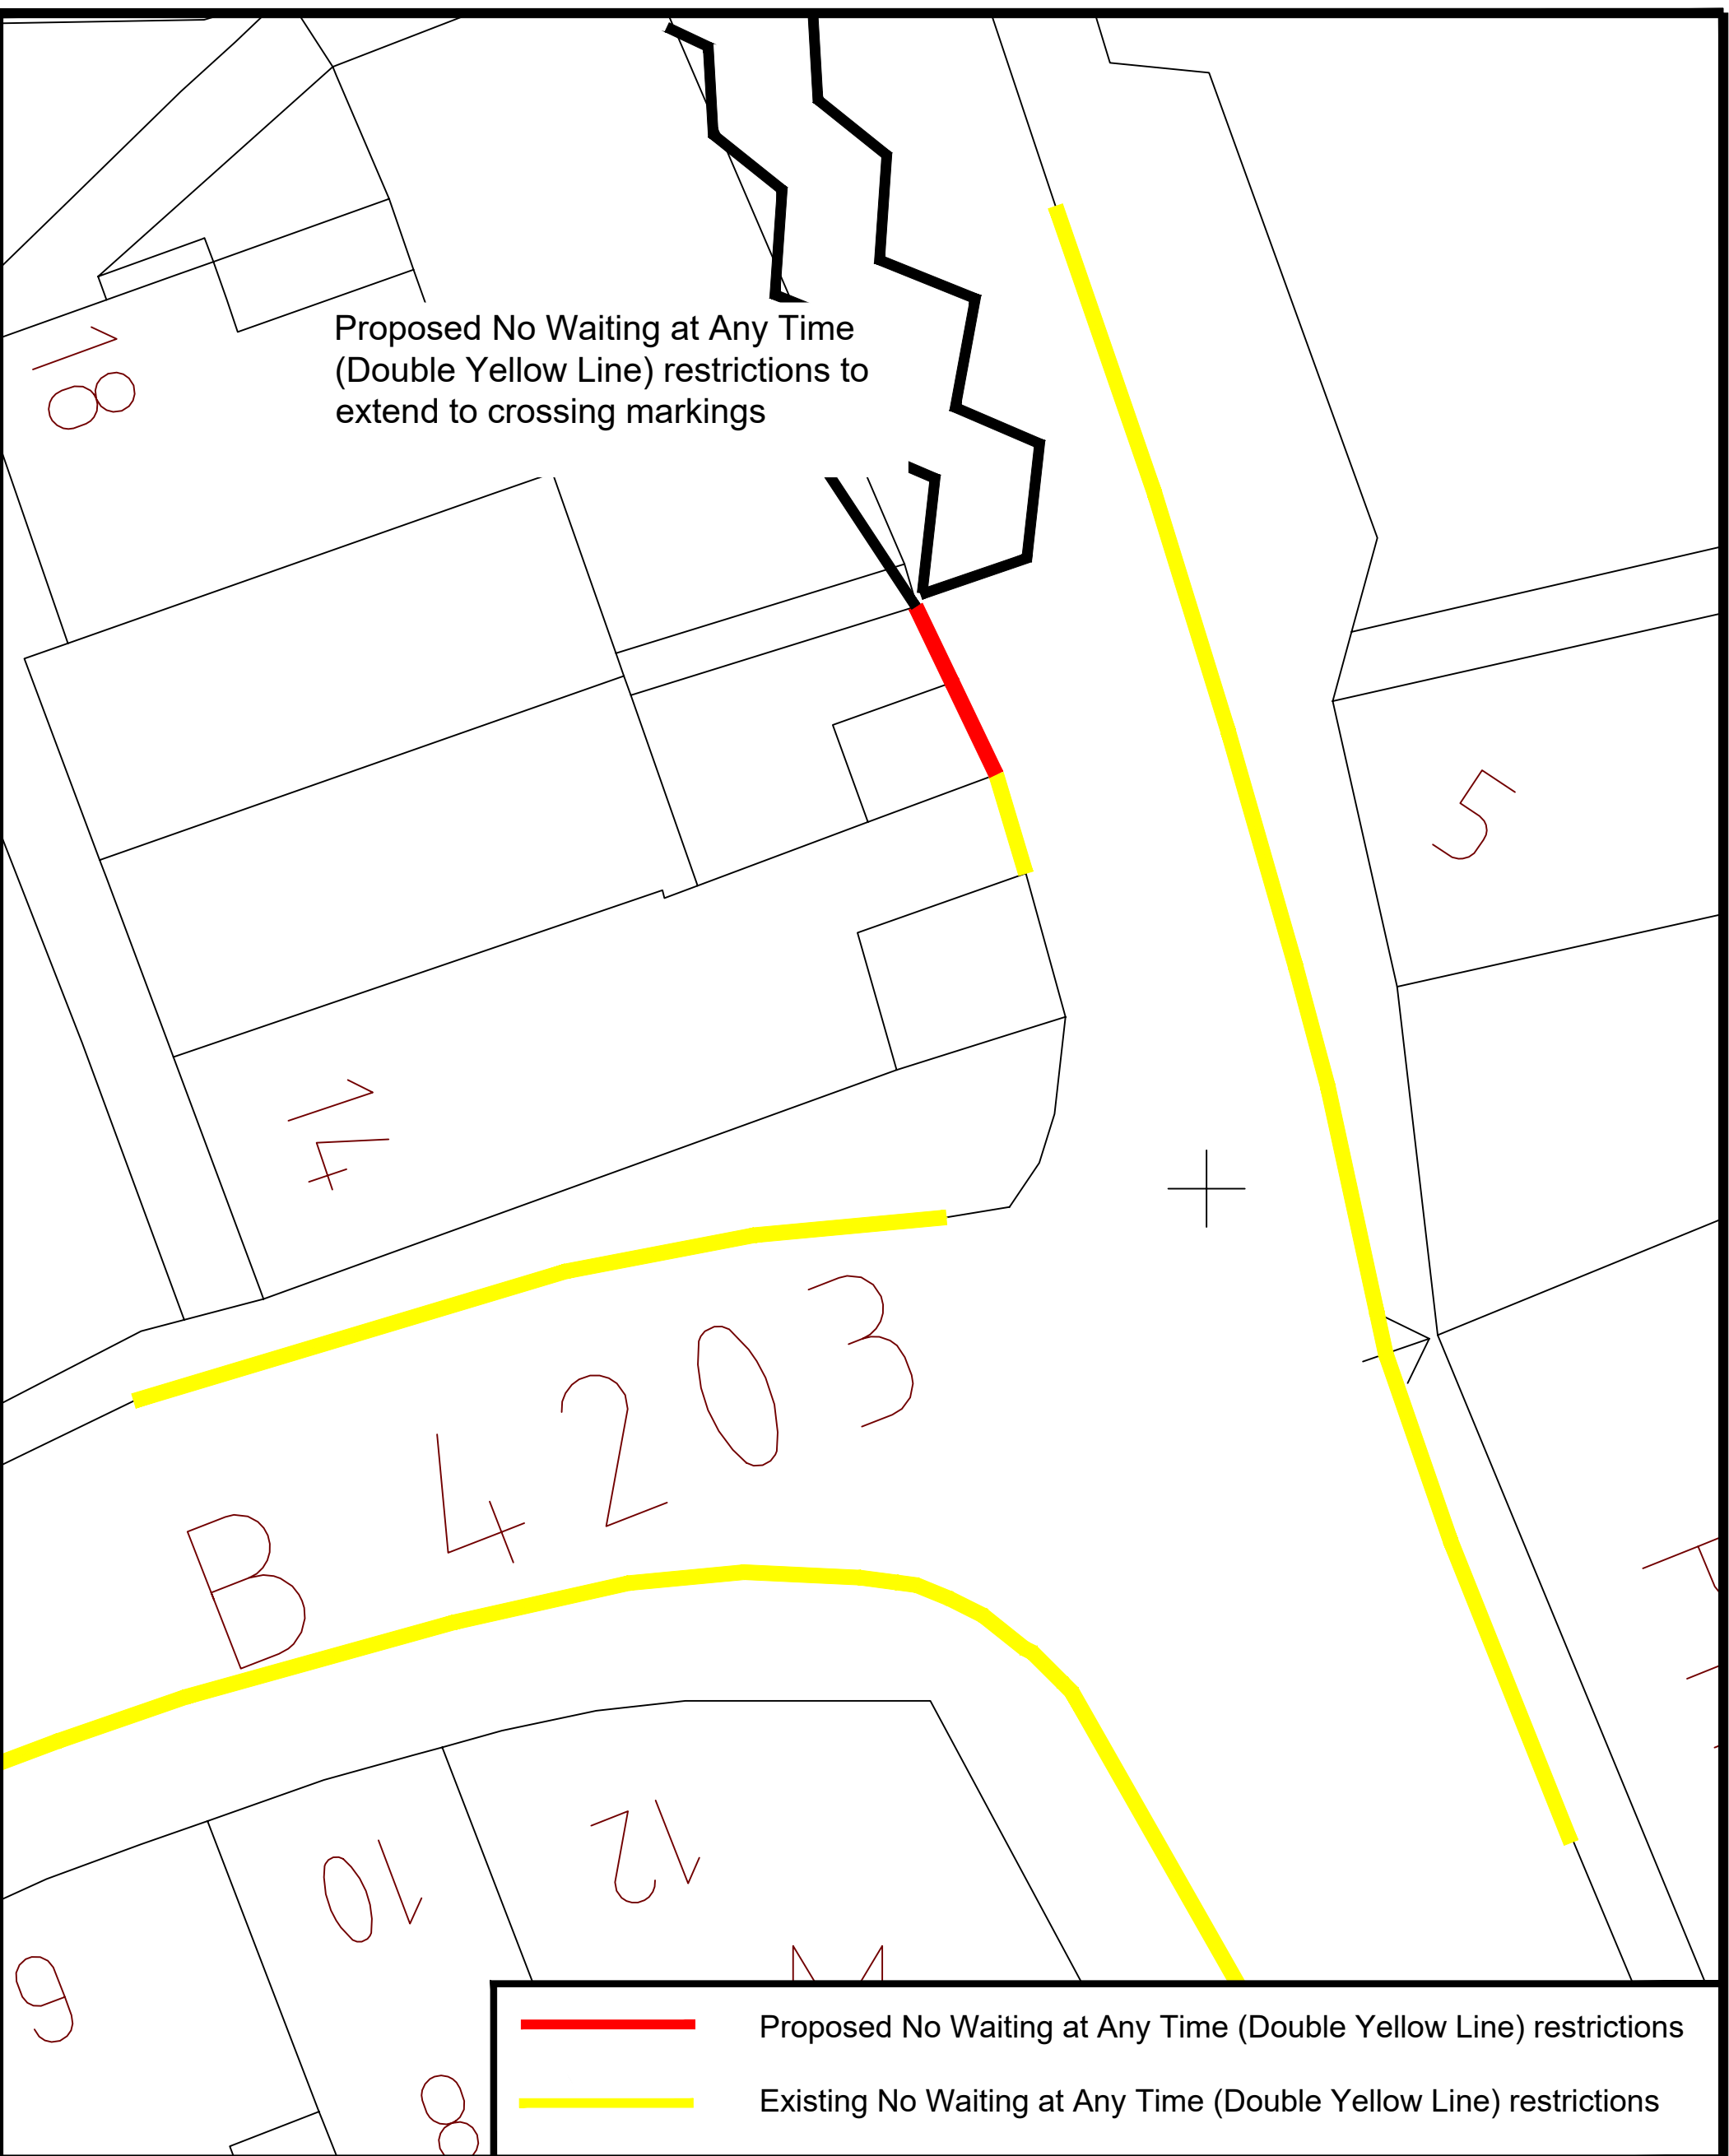 Proposed No Waiting at Any Time
(Double Yellow Line) restrictions to
extend to crossing markings
18
5
14
B 4203
12
10
9
8
Proposed No Waiting at Any Time (Double Yellow Line) restrictions
Existing No Waiting at Any Time (Double Yellow Line) restrictions